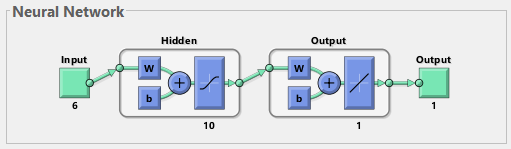 Neural Network
Hidden Output
Input W b + W b + Output
6 10 1 1